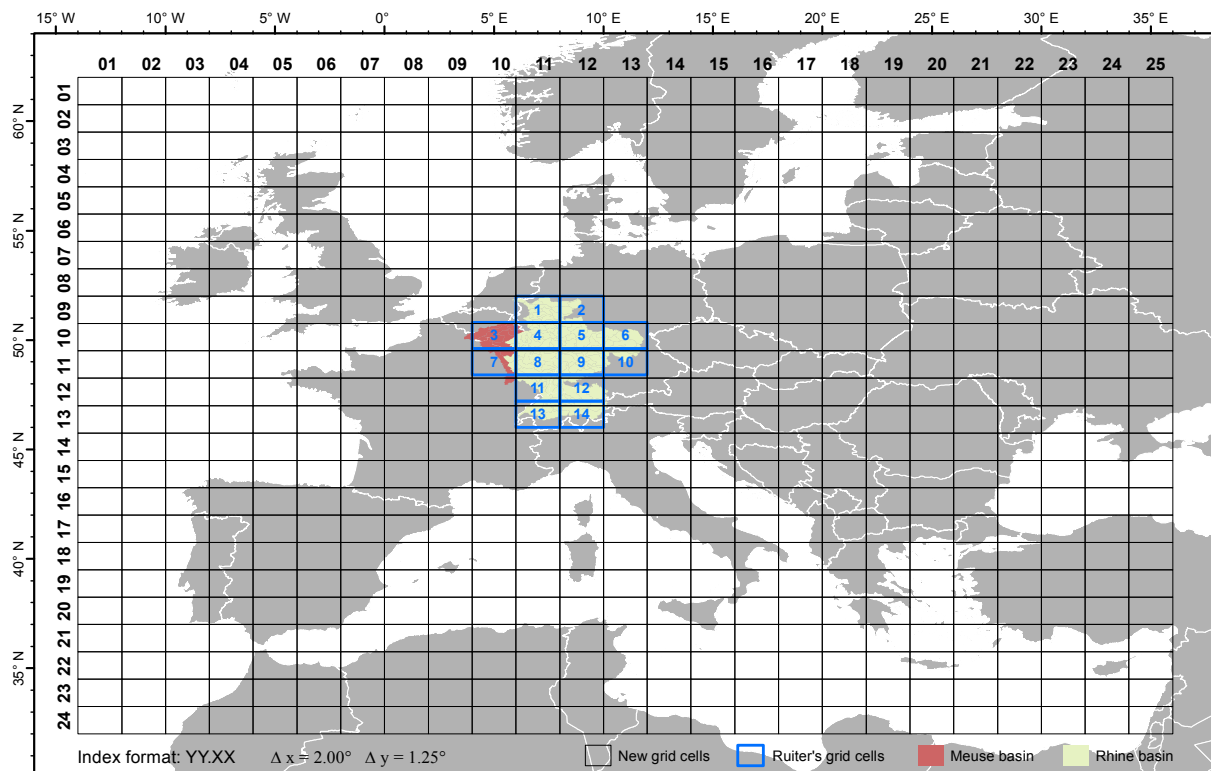 15° W 10° W 5° W 0° 5° E 10° E 15° E 20° E 25° E 30° E 35° E
01 02 03 04 05 06 07 08 09 10 11 12 13 14 15 16 17 18 19 20 21 22 23 24 25
01
02
60° N
03
04
05
06
55° N
07
08
09
1 2
10
50° N
3 4 5 6
11
7 8 9 10
12
11 12
13
13 14
14
45° N
15
16
17
18
40° N
19
20
21
22
35° N
23
24
Index format: YY.XX Δ x = 2.00° Δ y = 1.25° New grid cells Ruiter's grid cells Meuse basin Rhine basin